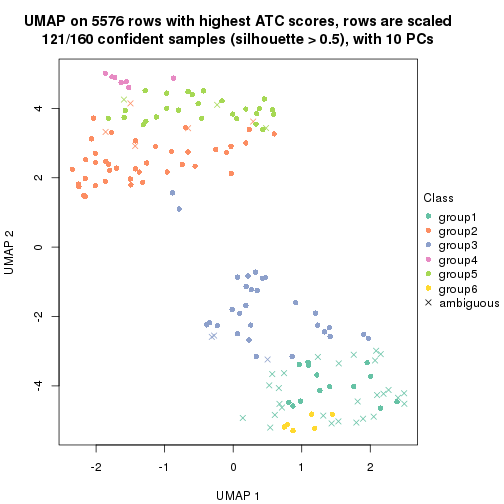 UMAP on 5576 rows with highest ATC scores, rows are scaled
121/160 confident samples (silhouette > 0.5), with 10 PCs
4
2
0
-2
-4
UMAP 2
-2
-1
0
1
2
UMAP 1
Class
group1
group2
group3
group4
group5
group6
ambiguous